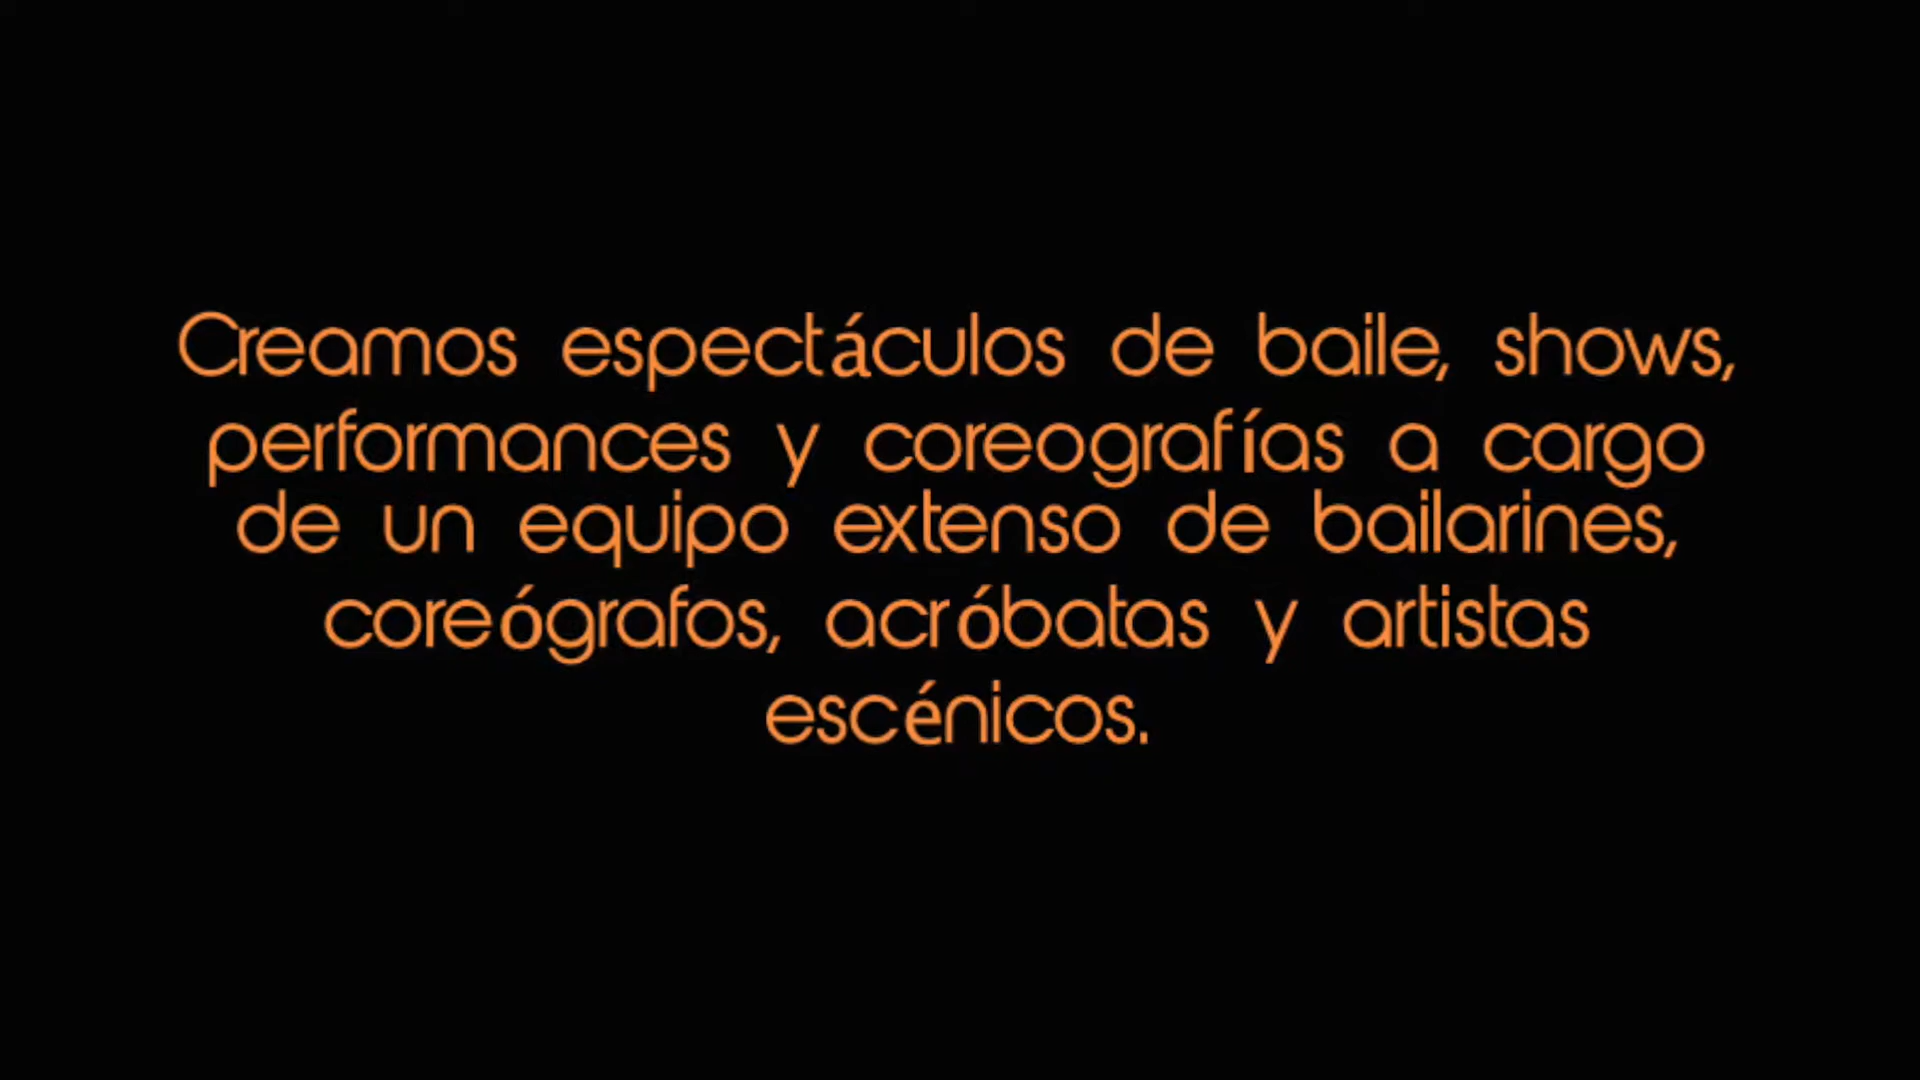 Creamos espectáculos de baile, shows,
performances y coreografías a cargo
de un equipo extenso de bailarines,
coreógrafos, acróbatas y artistas
escénicos.